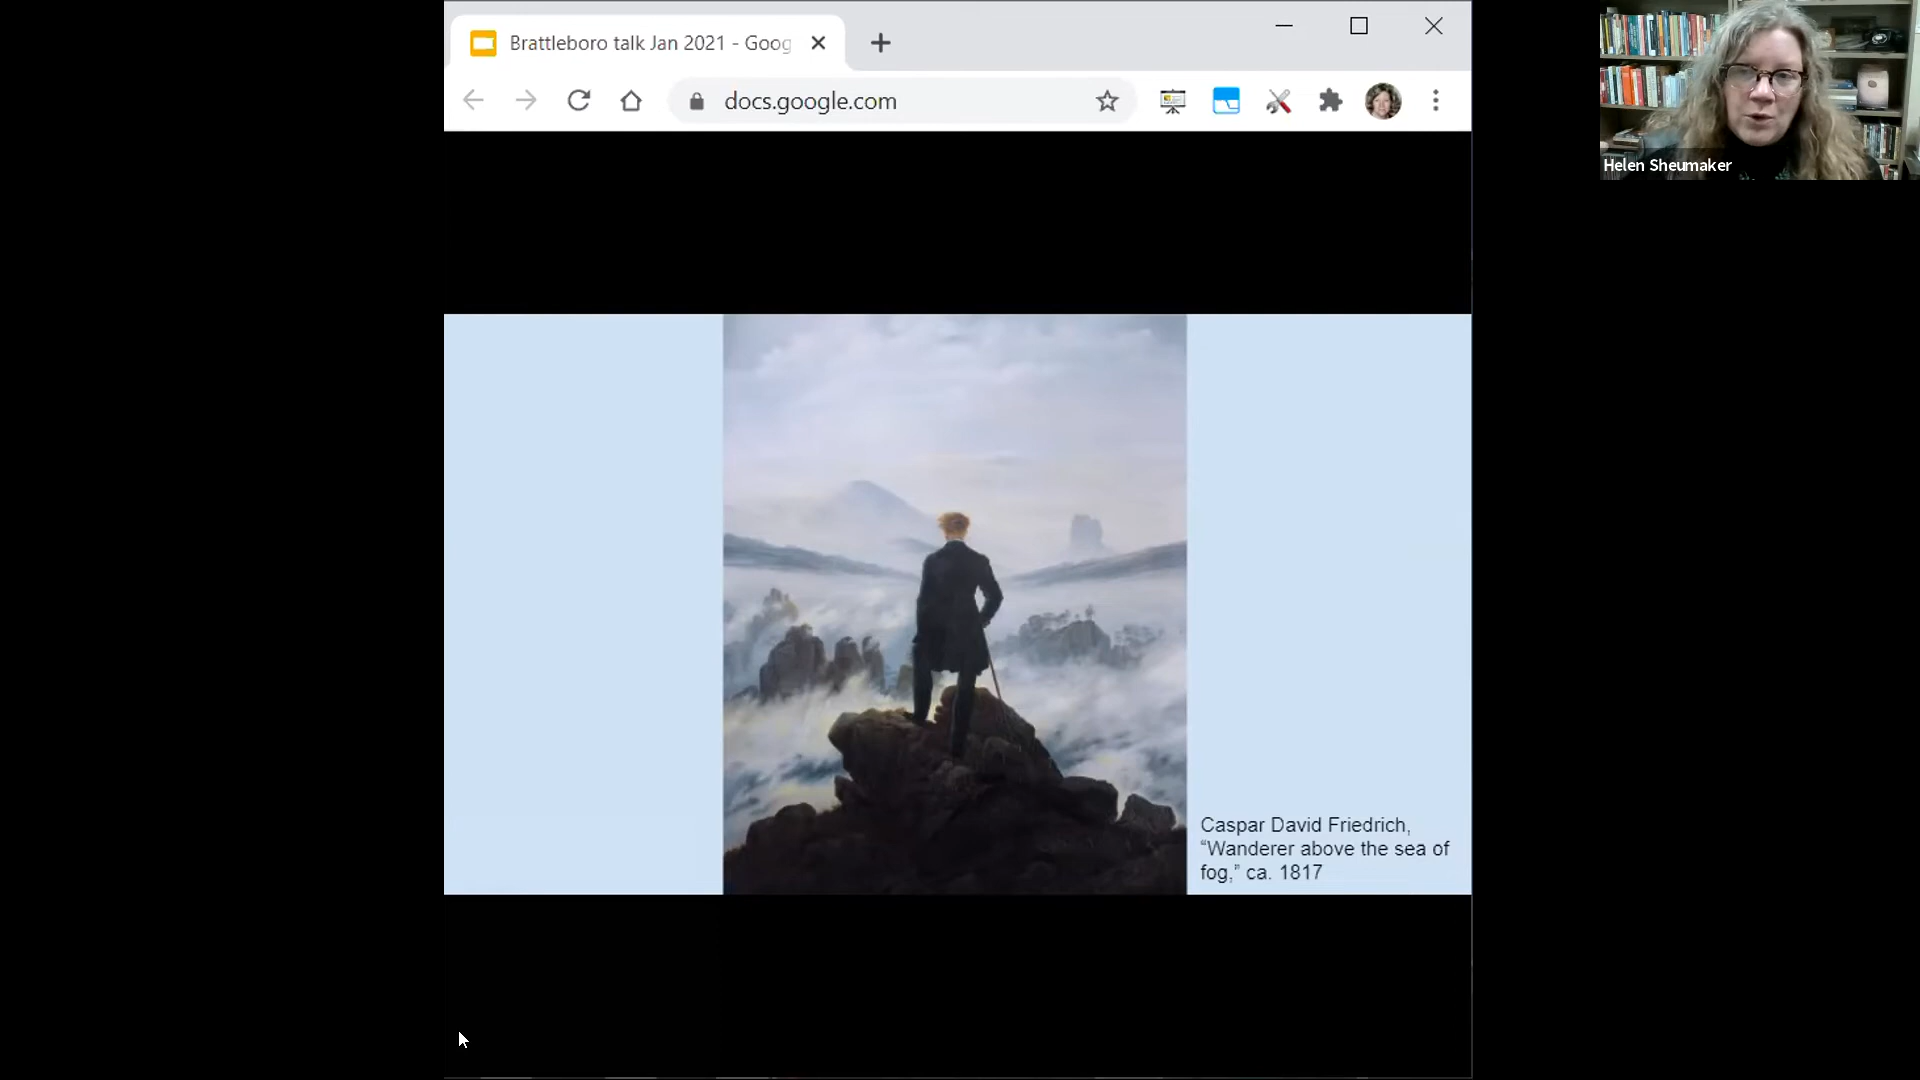 Brattleboro talk Jan 2021 - Goog
docs.google.com
Helen Sheumaker
Caspar David Friedrich,
“Wanderer above the sea of
fog,” ca. 1817